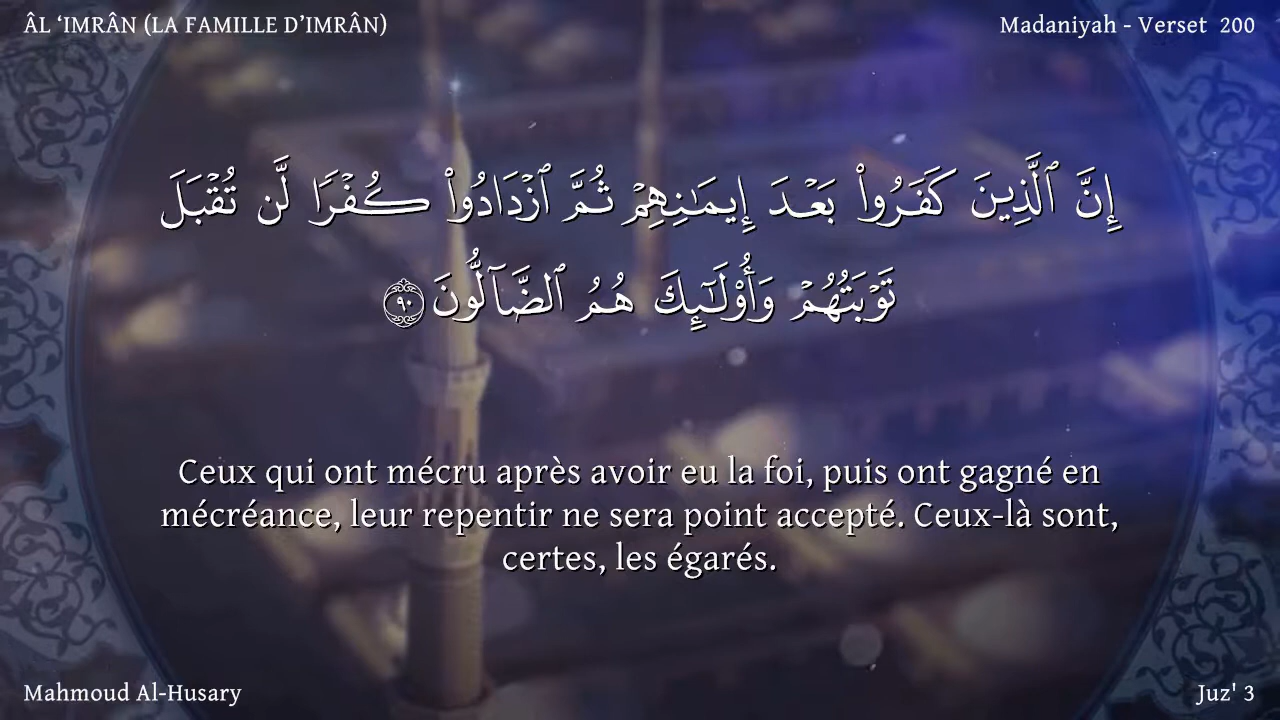 ÂL ‘IMRÂN (LA FAMILLE D’IMRÂN)
Madaniyah - Verset 200
إِنَّ ٱلَّذِينَ كَفَرُوا۟ بَعْدَ إِيمَـٰنِهِمْ ثُمَّ ٱزْدَادُوا۟ كُفْرًا لَّن تُقْبَلَ
تَوْبَتُهُمْ وَأُو۟لَـٰٓئِكَ هُمُ ٱلضَّآلُّونَ ٩٠
Ceux qui ont mécru après avoir eu la foi, puis ont gagné en
mécréance, leur repentir ne sera point accepté. Ceux-là sont,
certes, les égarés.
Mahmoud Al-Husary
Juz' 3